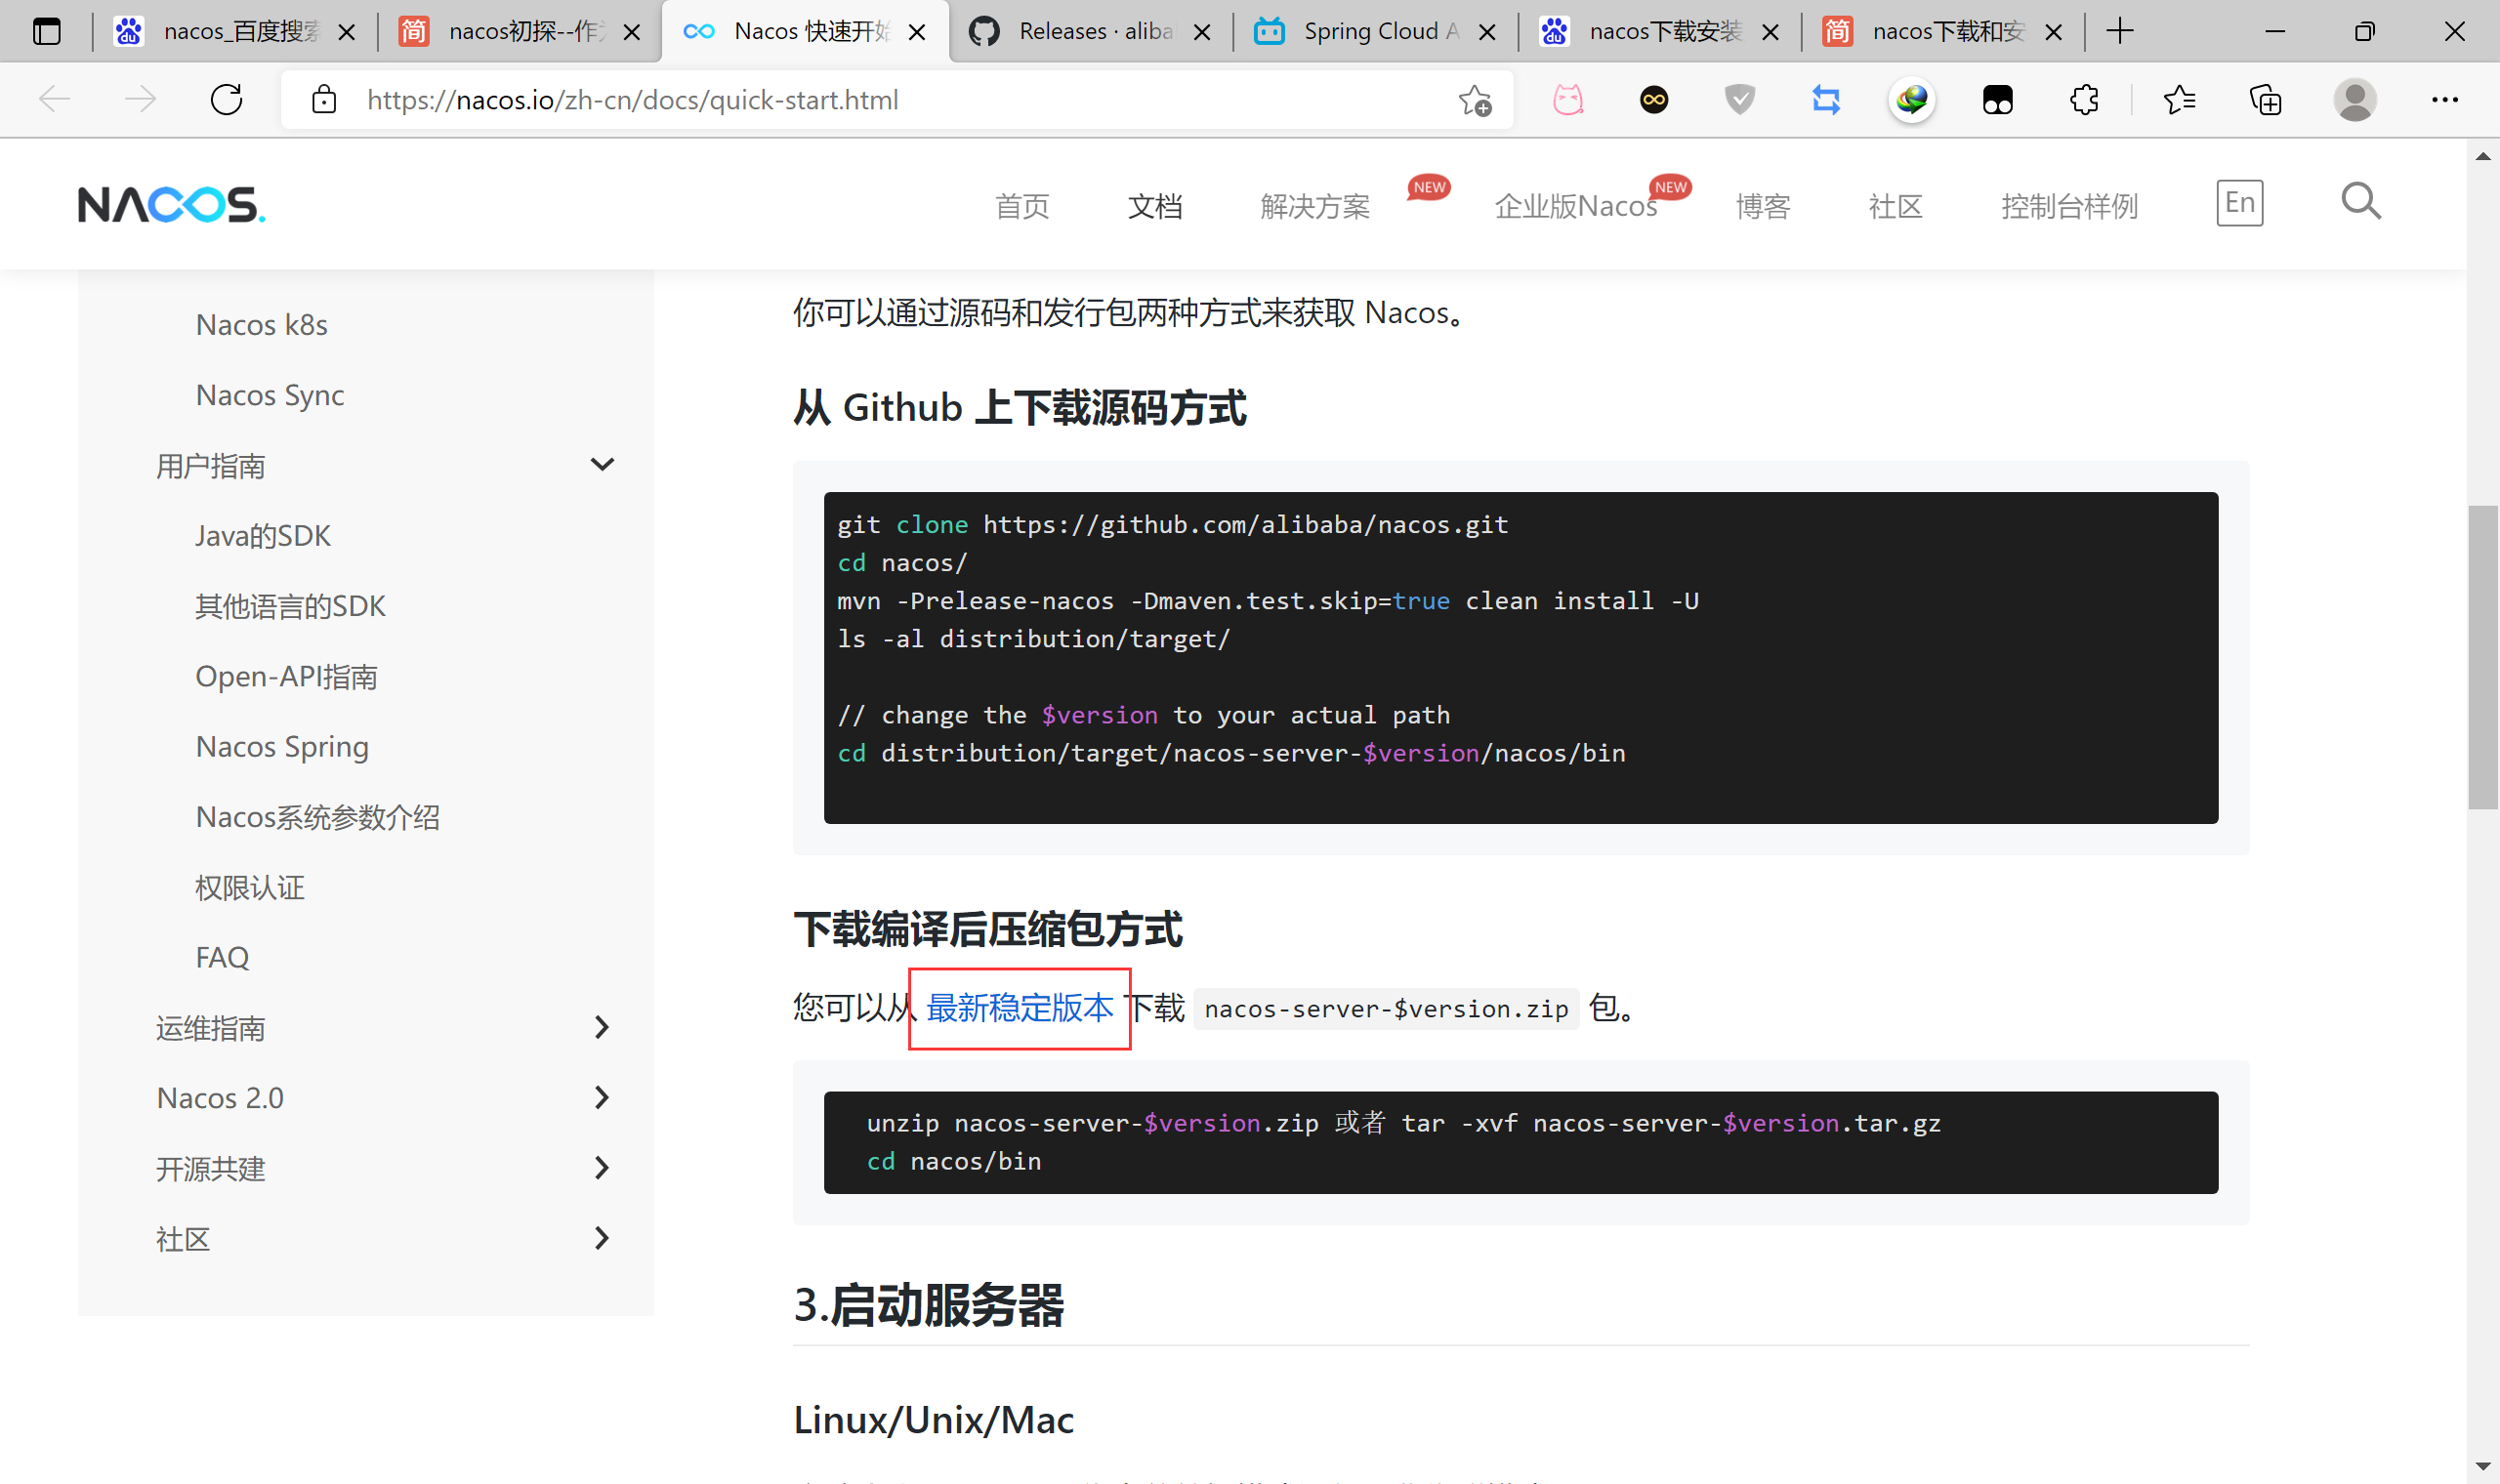 nacos_百度搜索
nacos初探--作
Nacos 快速开始
Releases · aliba
Spring Cloud A
nacos下载安装
nacos下载和安
https://nacos.io/zh-cn/docs/quick-start.html
NACOS.
首页
文档
解决方案
NEW
企业版Nacos
NEW
博客
社区
控制台样例
En
Nacos k8s
Nacos Sync
用户指南
Java的SDK
其他语言的SDK
Open-API指南
Nacos Spring
Nacos系统参数介绍
权限认证
FAQ
运维指南
Nacos 2.0
开源共建
社区
你可以通过源码和发行包两种方式来获取 Nacos。
从 Github 上下载源码方式
git clone https://github.com/alibaba/nacos.git
cd nacos/
mvn -Prelease-nacos -Dmaven.test.skip=true clean install -U
ls -al distribution/target/
// change the $version to your actual path
cd distribution/target/nacos-server-$version/nacos/bin
下载编译后压缩包方式
您可以从 最新稳定版本 下载 nacos-server-$version.zip 包。
unzip nacos-server-$version.zip 或者 tar -xvf nacos-server-$version.tar.gz
cd nacos/bin
3.启动服务器
Linux/Unix/Mac